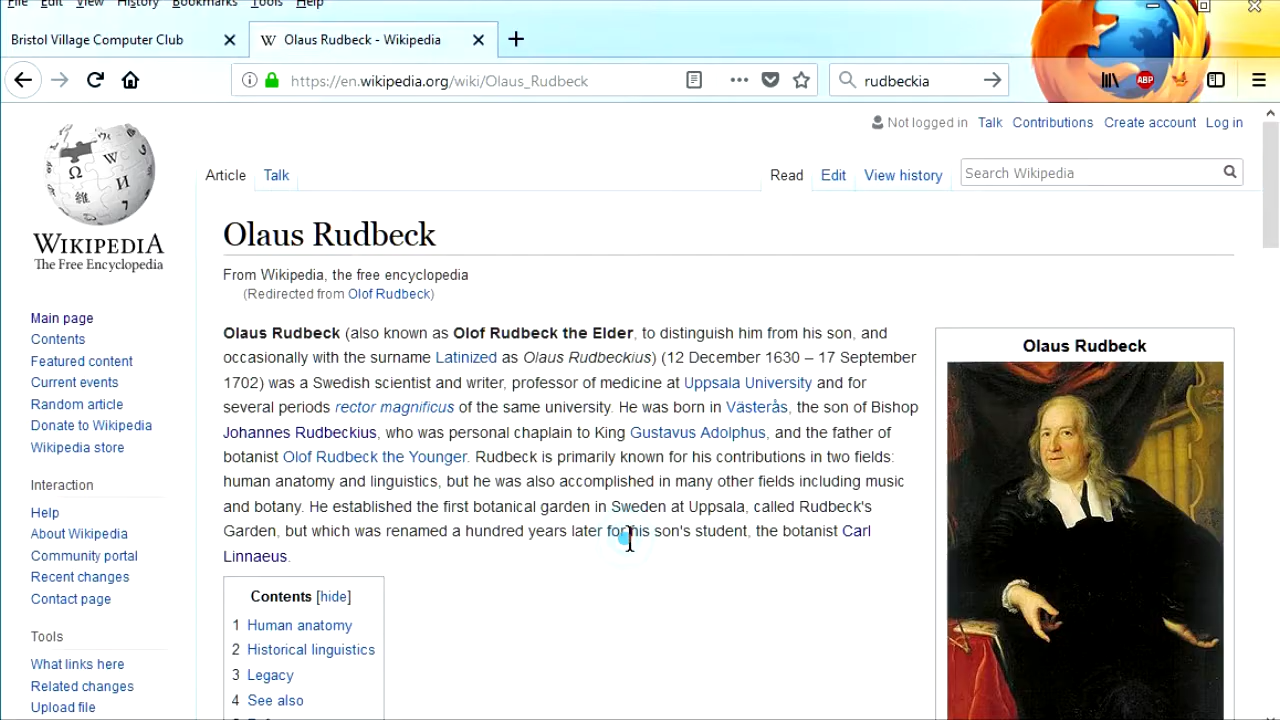 File Edit View History Bookmarks Tools Help
Bristol Village Computer Club
W Olaus Rudbeck - Wikipedia
https://en.wikipedia.org/wiki/Olaus_Rudbeck
rudbeckia
ABP
Not logged in Talk Contributions Create account Log in
Article Talk
Read Edit View history
Search Wikipedia
WIKIPEDIA
The Free Encyclopedia
Main page
Contents
Featured content
Current events
Random article
Donate to Wikipedia
Wikipedia store
Interaction
Help
About Wikipedia
Community portal
Recent changes
Contact page
Tools
What links here
Related changes
Upload file
Olaus Rudbeck
From Wikipedia, the free encyclopedia
(Redirected from Olof Rudbeck)
Olaus Rudbeck (also known as Olof Rudbeck the Elder, to distinguish him from his son, and
occasionally with the surname Latinized as Olaus Rudbeckius) (12 December 1630 – 17 September
1702) was a Swedish scientist and writer, professor of medicine at Uppsala University and for
several periods rector magnificus of the same university. He was born in Västerås, the son of Bishop
Johannes Rudbeckius, who was personal chaplain to King Gustavus Adolphus, and the father of
botanist Olof Rudbeck the Younger. Rudbeck is primarily known for his contributions in two fields:
human anatomy and linguistics, but he was also accomplished in many other fields including music
and botany. He established the first botanical garden in Sweden at Uppsala, called Rudbeck's
Garden, but which was renamed a hundred years later for his son's student, the botanist Carl
Linnaeus.
Contents [hide]
1 Human anatomy
2 Historical linguistics
3 Legacy
4 See also
Olaus Rudbeck